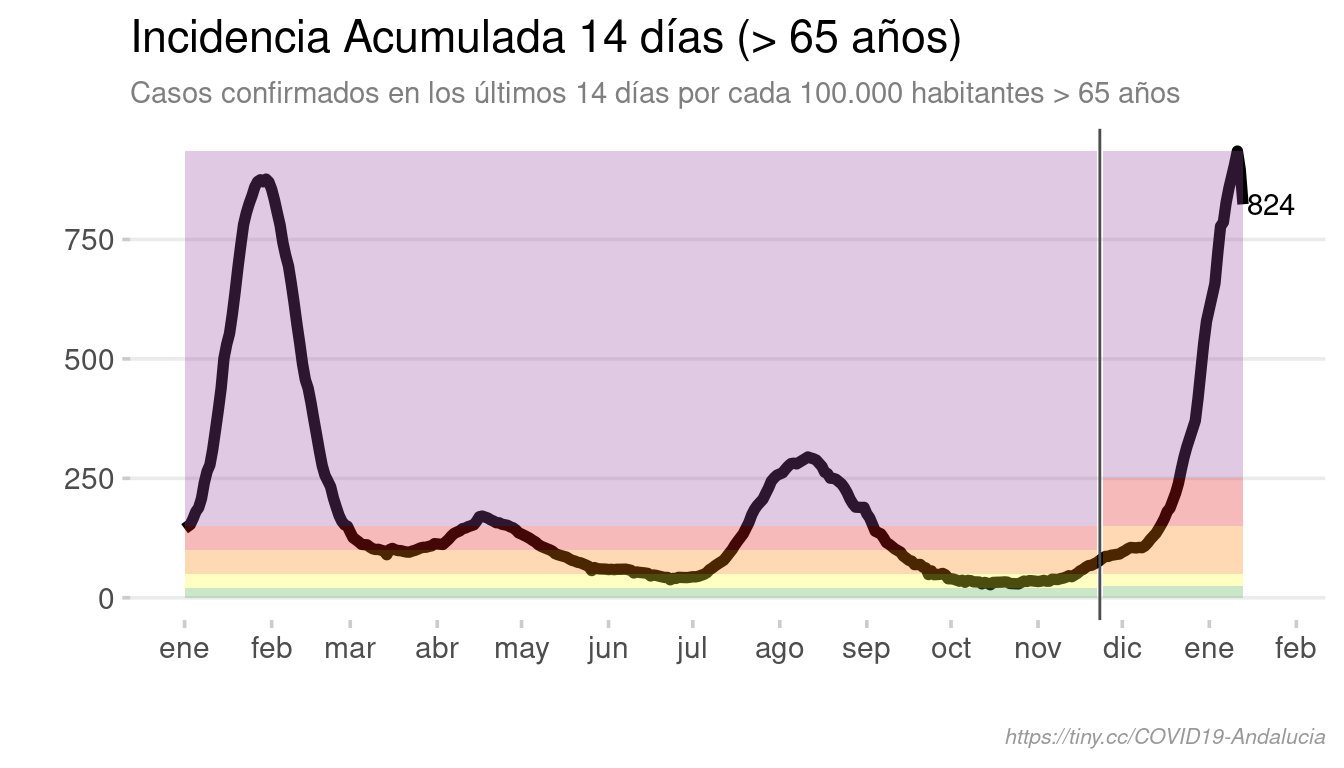 Incidencia Acumulada 14 días (> 65 años)
Casos confirmados en los últimos 14 días por cada 100.000 habitantes > 65 años
824
750
500
250
0
ene feb mar abr may jun jul ago sep oct nov dic ene feb
https://tiny.cc/COVID19-Andalucia